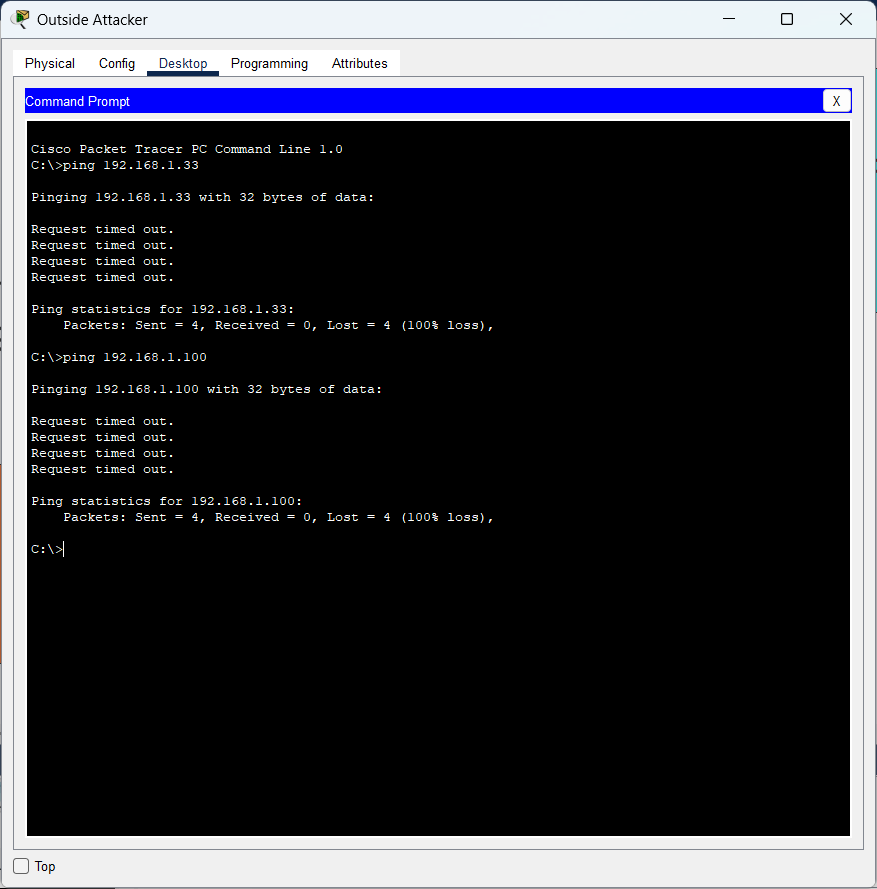 Outside Attacker
Physical Config Desktop Programming Attributes
Command Prompt X
Cisco Packet Tracer PC Command Line 1.0
C:\>ping 192.168.1.33
Pinging 192.168.1.33 with 32 bytes of data:
Request timed out.
Request timed out.
Request timed out.
Request timed out.
Ping statistics for 192.168.1.33:
Packets: Sent = 4, Received = 0, Lost = 4 (100% loss),
C:\>ping 192.168.1.100
Pinging 192.168.1.100 with 32 bytes of data:
Request timed out.
Request timed out.
Request timed out.
Request timed out.
Ping statistics for 192.168.1.100:
Packets: Sent = 4, Received = 0, Lost = 4 (100% loss),
C:\>
Top